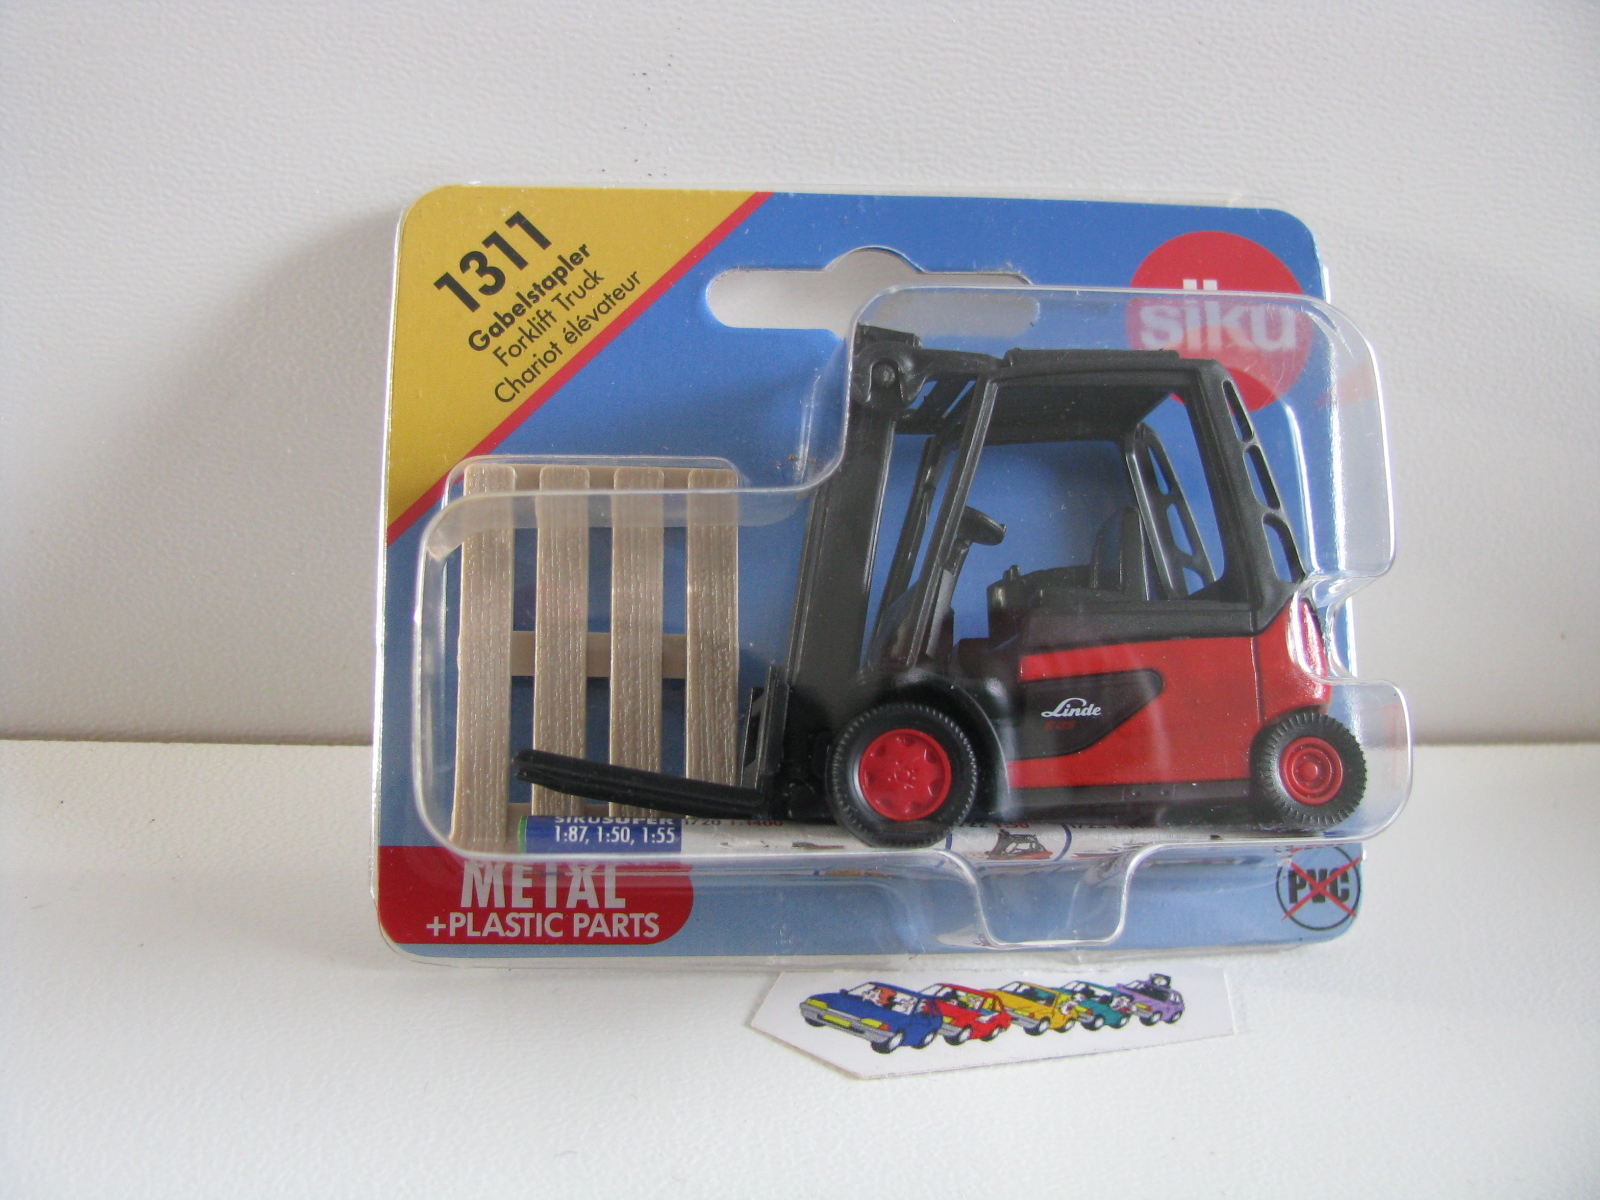 1311
Gabelstapler
Forklift Truck
Chariot élévateur
siku
Linde
SIKUSUPER
1:87, 1:50, 1:55
METAL
+PLASTIC PARTS
PVC